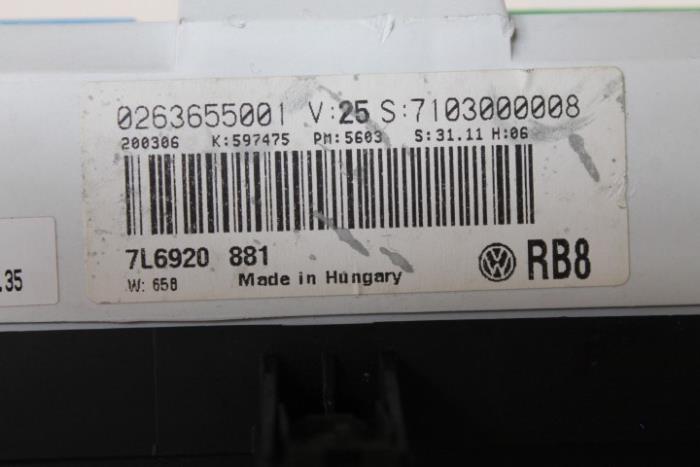 0263655001 V:25 S:7103000008
200306 K:597475 PM:5603 S:31.11 H:06
7L6920 881 RB8
W: 658 Made in Hungary
.35